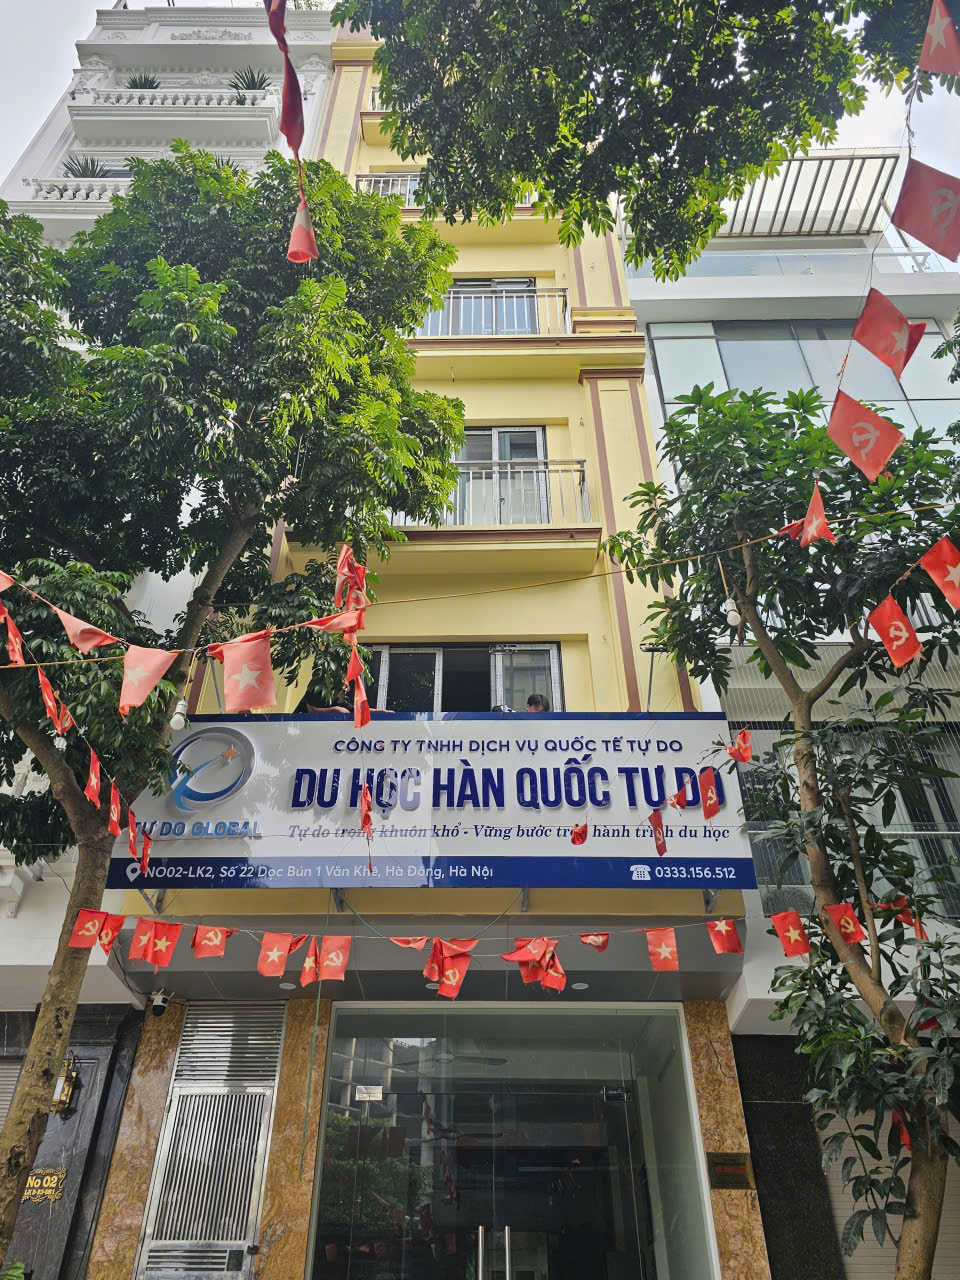 CÔNG TY TNHH DỊCH VỤ QUỐC TẾ TỰ DO
DU HỌC HÀN QUỐC TỰ DO
TỰ DO GLOBAL
Tự do trong khuôn khổ - Vững bước trên hành trình du học
NO02-LK2, Số 22 Dọc Bún 1 Văn Khê, Hà Đông, Hà Nội
0333.156.512
No 02